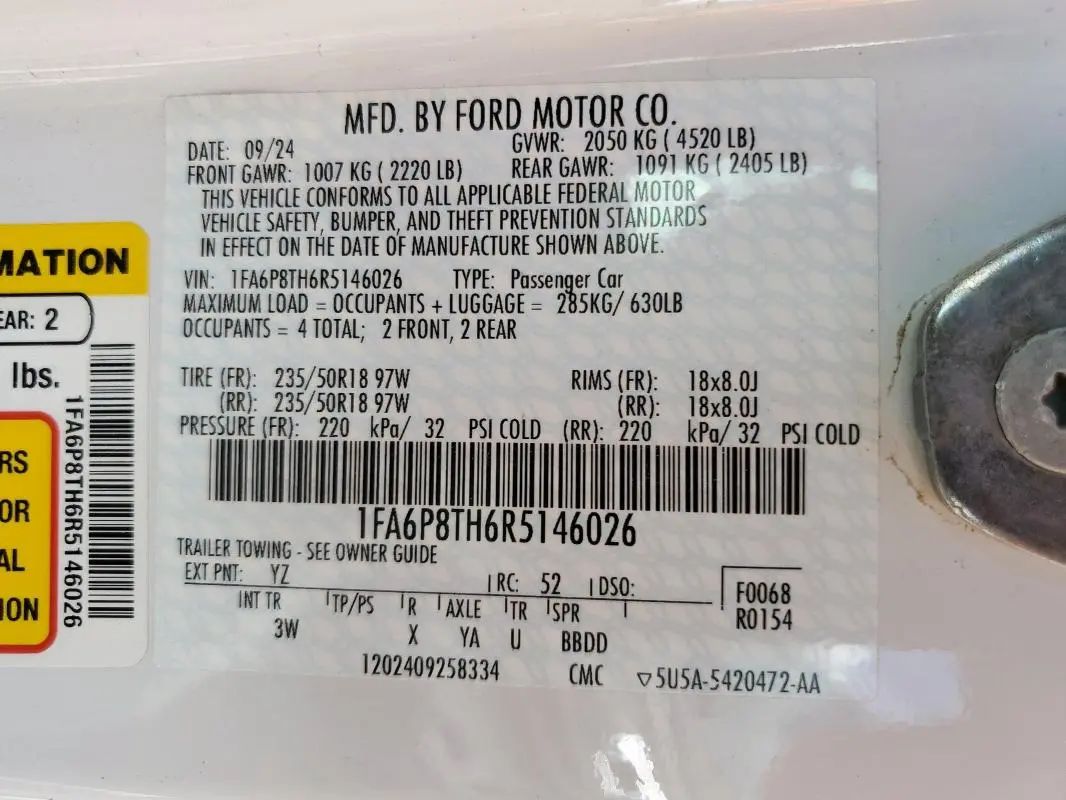 MFD. BY FORD MOTOR CO.
DATE: 09/24 GVWR: 2050 KG ( 4520 LB)
FRONT GAWR: 1007 KG ( 2220 LB) REAR GAWR: 1091 KG ( 2405 LB)
THIS VEHICLE CONFORMS TO ALL APPLICABLE FEDERAL MOTOR
VEHICLE SAFETY, BUMPER, AND THEFT PREVENTION STANDARDS
IN EFFECT ON THE DATE OF MANUFACTURE SHOWN ABOVE.
VIN: 1FA6P8TH6R5146026 TYPE: Passenger Car
MAXIMUM LOAD = OCCUPANTS + LUGGAGE = 285KG/ 630LB
OCCUPANTS = 4 TOTAL; 2 FRONT, 2 REAR
TIRE (FR): 235/50R18 97W RIMS (FR): 18x8.0J
(RR): 235/50R18 97W (RR): 18x8.0J
PRESSURE (FR): 220 kPa/ 32 PSI COLD (RR): 220 kPa/ 32 PSI COLD
1FA6P8TH6R5146026
TRAILER TOWING - SEE OWNER GUIDE
EXT PNT: YZ RC: 52 DSO:
F0068
R0154
INT TR TP/PS R AXLE TR SPR
3W X YA U BBDD
1202409258334 CMC ▽5U5A-5420472-AA
MATION
EAR: 2
lbs.
1FA6P8TH6R5146026
RS
OR
AL
ION